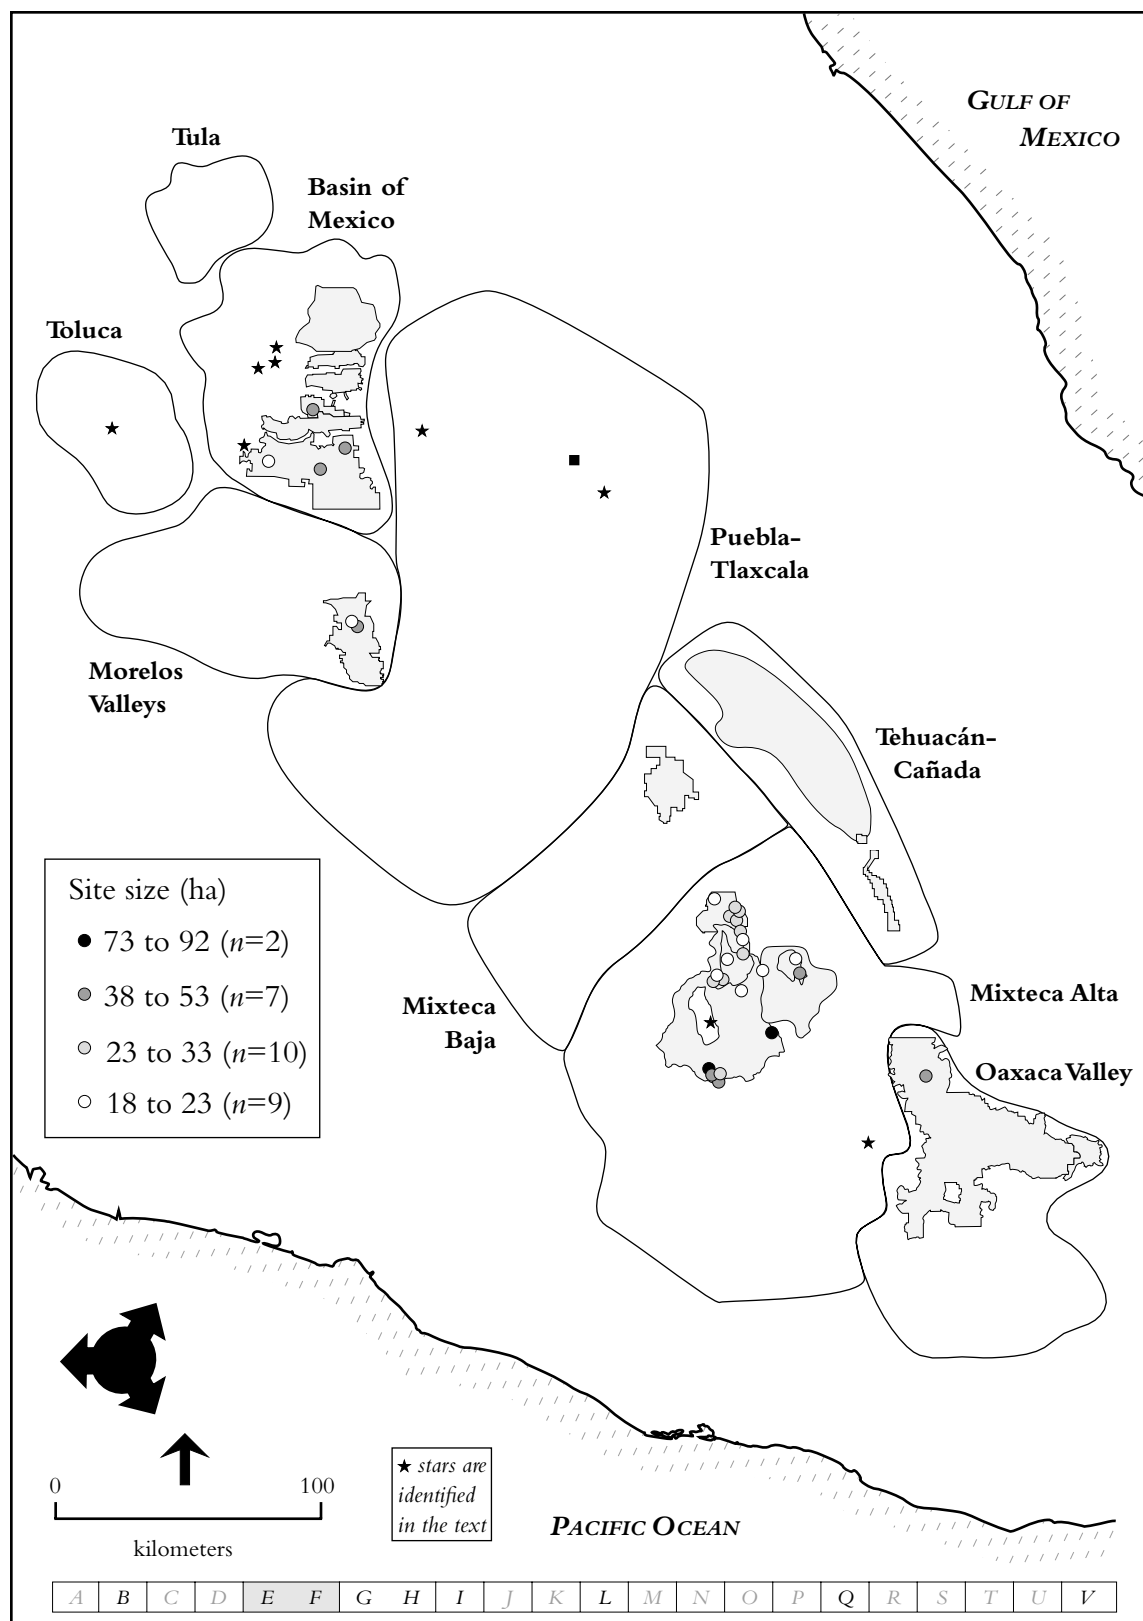 GULF OF
MEXICO
Tula
Basin of
Mexico
Toluca
Puebla-
Tlaxcala
Morelos
Valleys
Tehuacán-
Cañada
Site size (ha)
73 to 92 (n=2)
38 to 53 (n=7)
23 to 33 (n=10)
18 to 23 (n=9)
Mixteca
Baja
Mixteca Alta
Oaxaca Valley
0 100
kilometers
stars are
identified
in the text
PACIFIC OCEAN
A B C D E F G H I J K L M N O P Q R S T U V